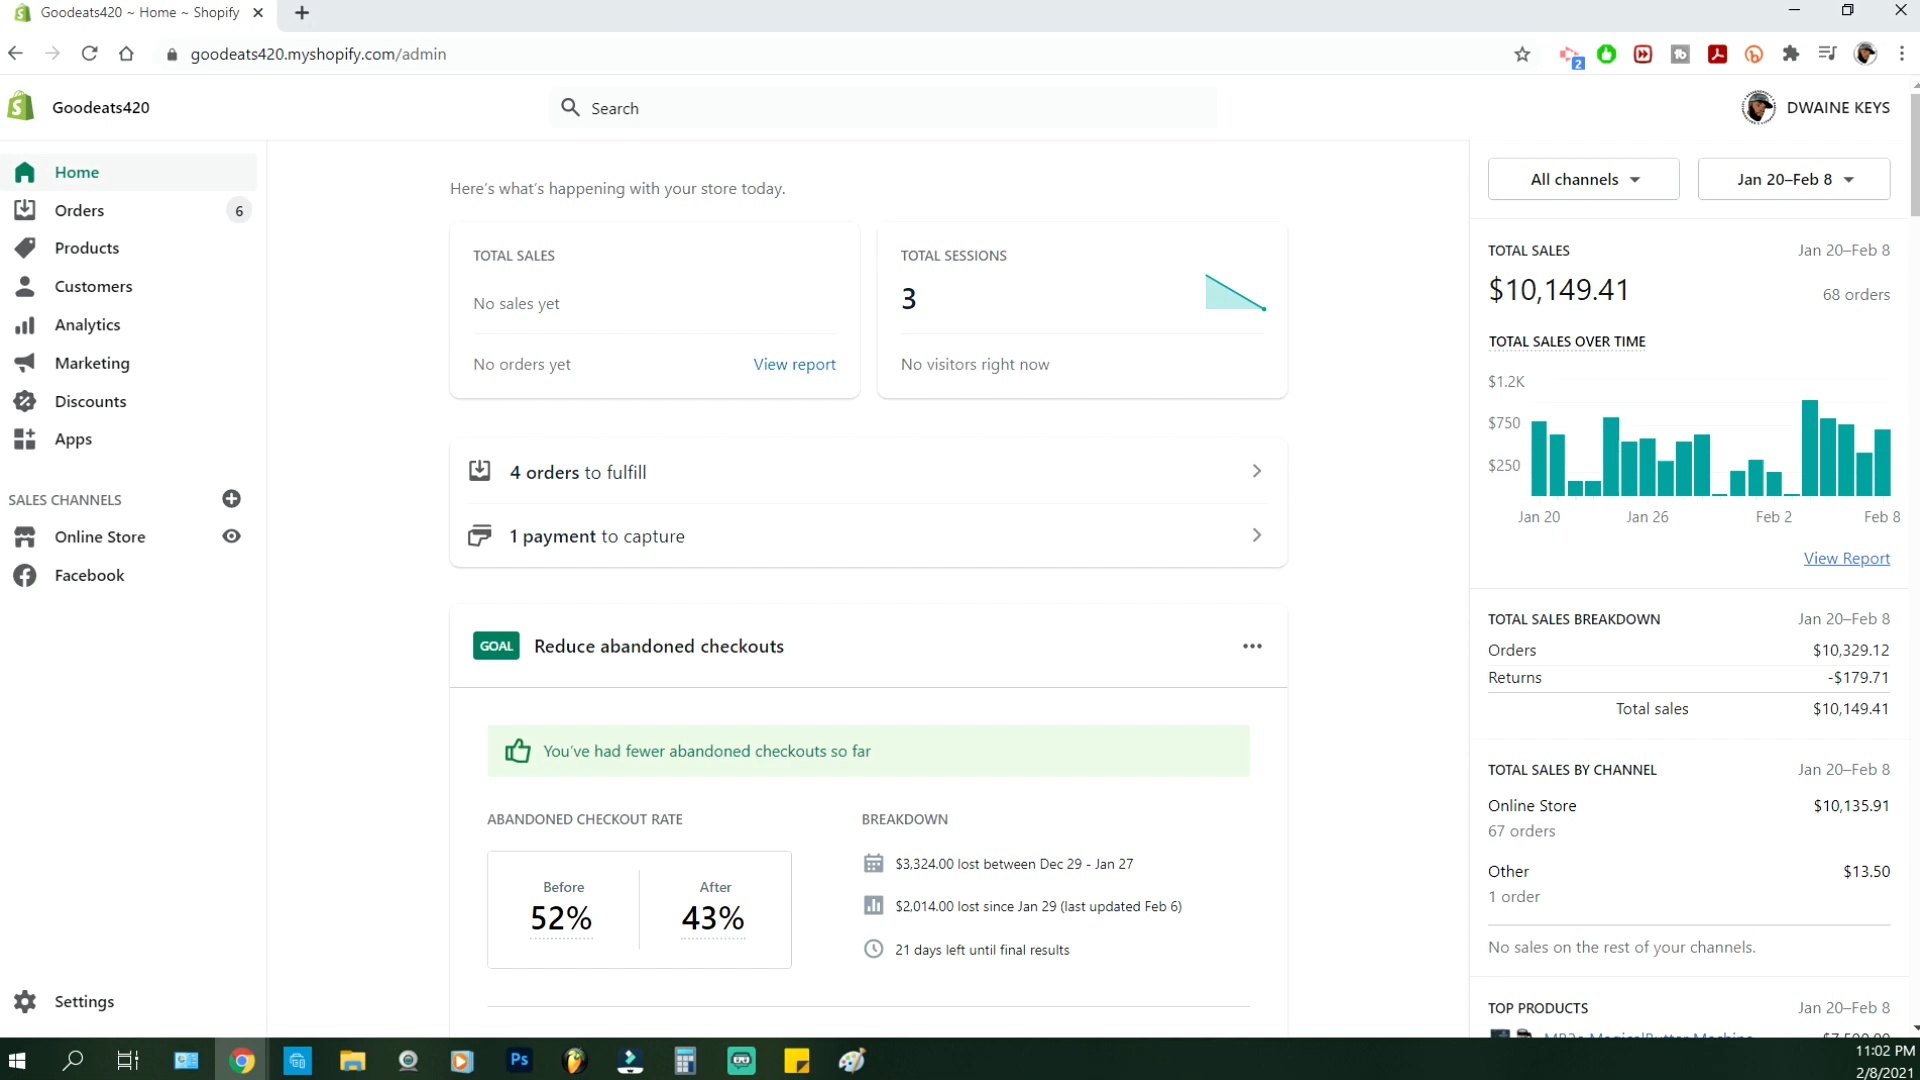 Goodeats420 ~ Home ~ Shopify
goodeats420.myshopify.com/admin
2
Goodeats420
Search
DWAINE KEYS
Home
Orders
6
Products
Customers
Analytics
Marketing
Discounts
Apps
SALES CHANNELS
Online Store
Facebook
Settings
Here's what's happening with your store today.
TOTAL SALES
No sales yet
No orders yet
View report
TOTAL SESSIONS
3
No visitors right now
4 orders to fulfill
1 payment to capture
GOAL Reduce abandoned checkouts
You've had fewer abandoned checkouts so far
ABANDONED CHECKOUT RATE
Before
52%
After
43%
BREAKDOWN
$3,324.00 lost between Dec 29 - Jan 27
$2,014.00 lost since Jan 29 (last updated Feb 6)
21 days left until final results
All channels
Jan 20–Feb 8
TOTAL SALES Jan 20–Feb 8
$10,149.41 68 orders
TOTAL SALES OVER TIME
$1.2K
$750
$250
Jan 20 Jan 26 Feb 2 Feb 8
View Report
TOTAL SALES BREAKDOWN Jan 20–Feb 8
Orders $10,329.12
Returns -$179.71
Total sales $10,149.41
TOTAL SALES BY CHANNEL Jan 20–Feb 8
Online Store $10,135.91
67 orders
Other $13.50
1 order
No sales on the rest of your channels.
TOP PRODUCTS Jan 20–Feb 8
Ps
11:02 PM
2/8/2021